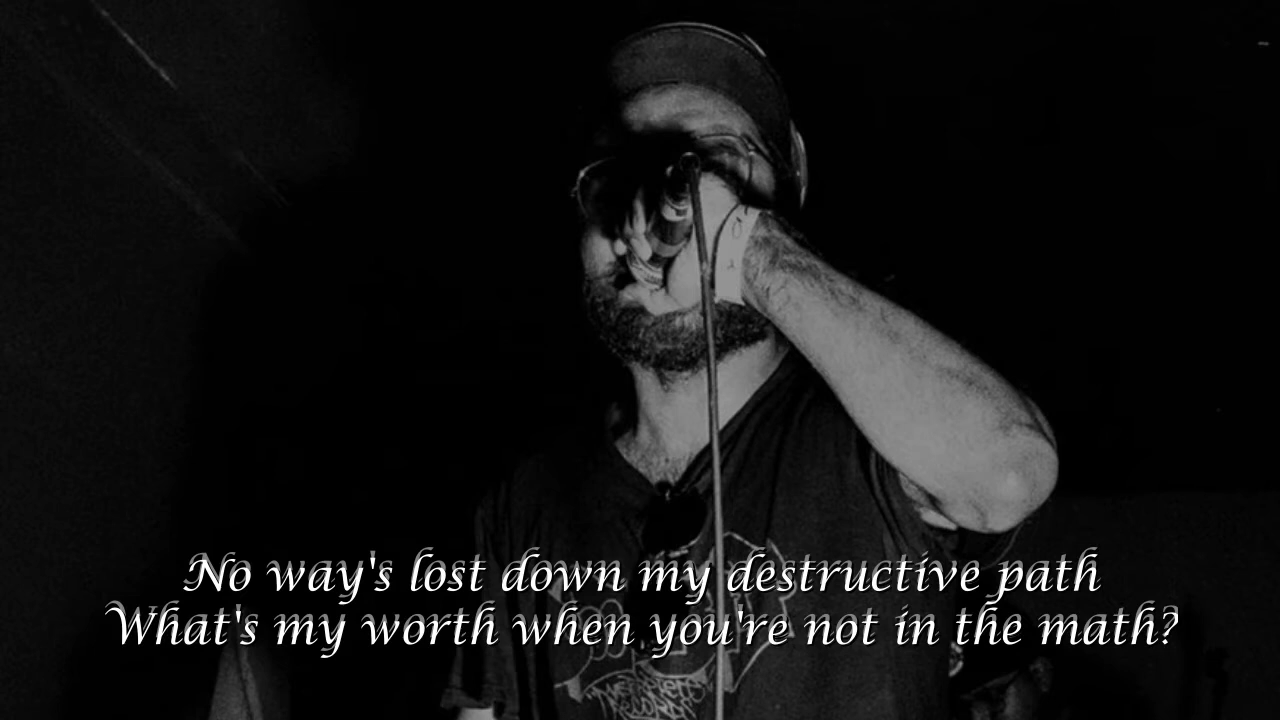 No way's lost down my destructive path
What's my worth when you're not in the math?